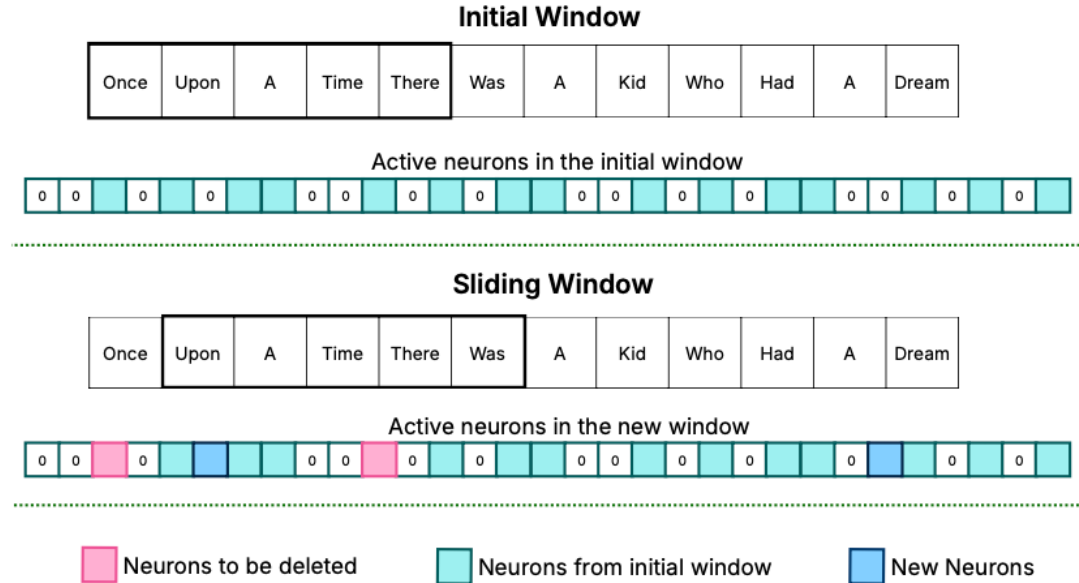 Initial Window
Once Upon A Time There Was A Kid Who Had A Dream
Active neurons in the initial window
0 0 0 0 0 0 0 0 0 0 0 0 0 0 0 0
Sliding Window
Once Upon A Time There Was A Kid Who Had A Dream
Active neurons in the new window
0 0 0 0 0 0 0 0 0 0 0 0 0 0
Neurons to be deleted Neurons from initial window New Neurons